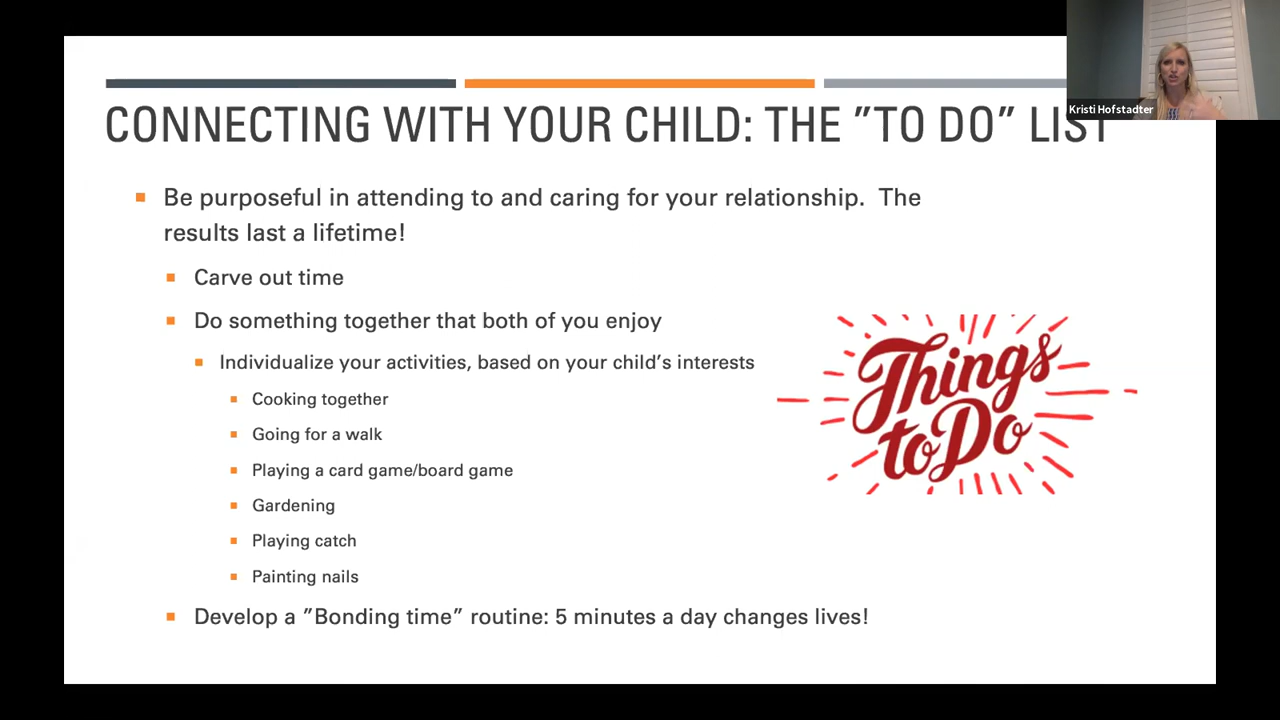 CONNECTING WITH YOUR CHILD: THE ”TO DO” LIST
Kristi Hofstadter
Be purposeful in attending to and caring for your relationship.  The
results last a lifetime!
Carve out time
Do something together that both of you enjoy
Individualize your activities, based on your child’s interests
Cooking together
Going for a walk
Playing a card game/board game
Gardening
Playing catch
Painting nails
Things
to Do
Develop a ”Bonding time” routine: 5 minutes a day changes lives!